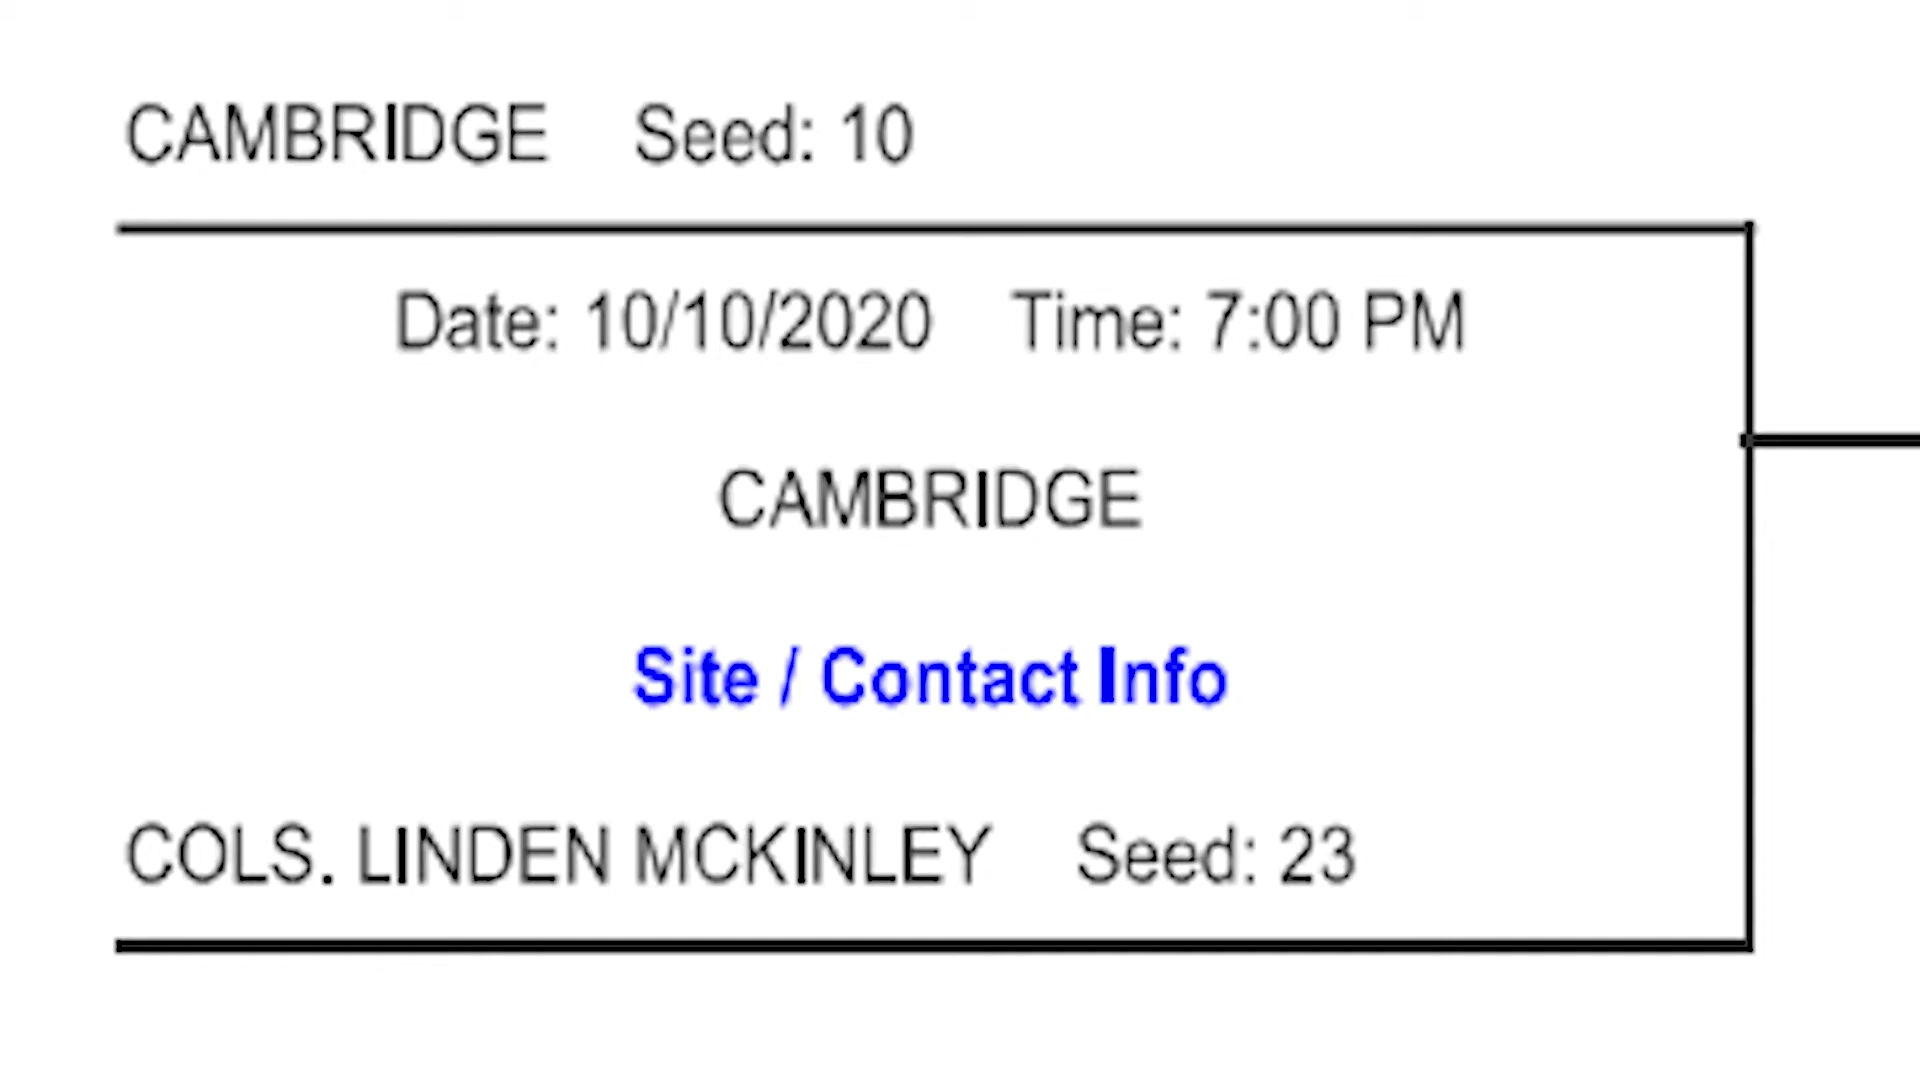 CAMBRIDGE Seed: 10
Date: 10/10/2020 Time: 7:00 PM
CAMBRIDGE
Site / Contact Info
COLS. LINDEN MCKINLEY Seed: 23